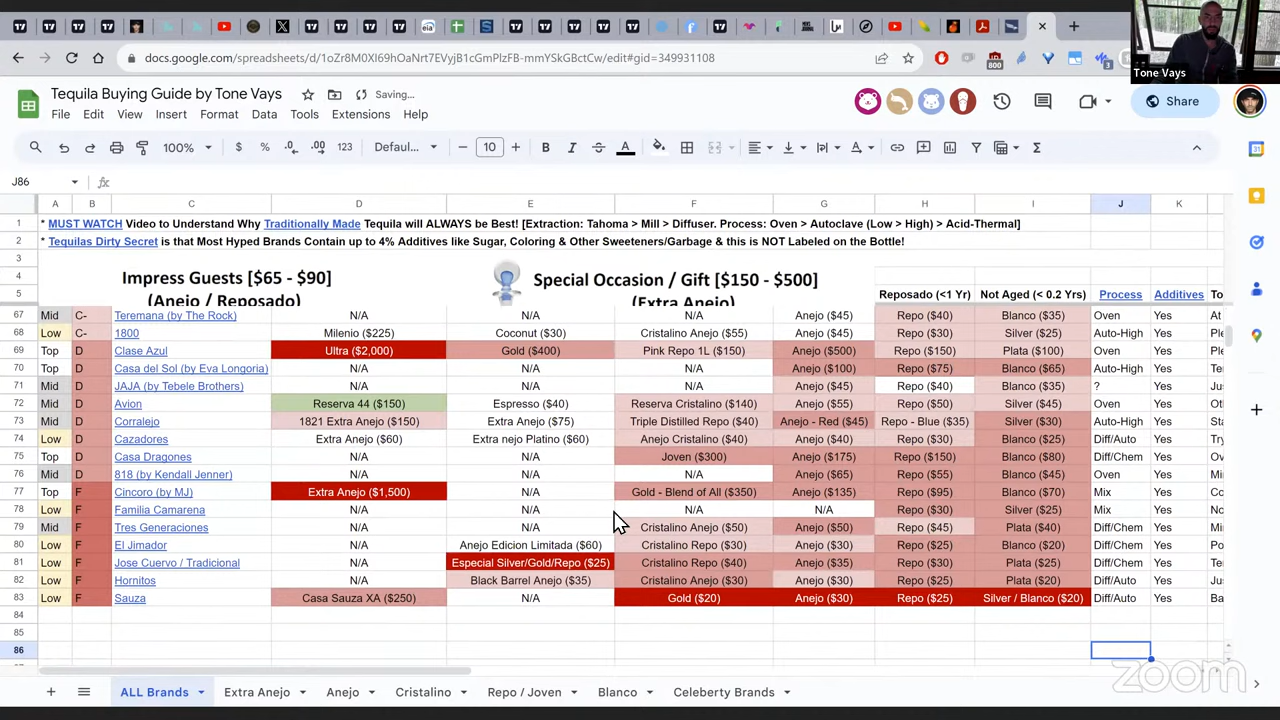 docs.google.com/spreadsheets/d/1oZr8M0XI69hOaNrt7EVyjB1rGmPlzFB-mmYSkGBctCw/edit#gid=349931108
800
3
Tone Vays
Tequila Buying Guide by Tone Vays
Saving...
File Edit View Insert Format Data Tools Extensions Help
Share
100% $ % .0 .00 123 Defaul... 10 B I A
J86
A B C D E F G H I J K
1 * MUST WATCH Video to Understand Why Traditionally Made Tequila will ALWAYS be Best! [Extraction: Tahoma > Mill > Diffuser. Process: Oven > Autoclave (Low > High) > Acid-Thermal]
2 * Tequilas Dirty Secret is that Most Hyped Brands Contain up to 4% Additives like Sugar, Coloring & Other Sweeteners/Garbage & this is NOT Labeled on the Bottle!
3
4 Impress Guests [$65 - $90] Special Occasion / Gift [$150 - $500]
5 (Anejo / Reposado) (Extra Anejo) Reposado (<1 Yr) Not Aged (< 0.2 Yrs) Process Additives To
67 Mid C- Teremana (by The Rock) N/A N/A N/A Anejo ($45) Repo ($40) Blanco ($35) Oven Yes At
68 Low C- 1800 Milenio ($225) Coconut ($30) Cristalino Anejo ($55) Anejo ($45) Repo ($30) Silver ($25) Auto-High Yes Ple
69 Top D Clase Azul Ultra ($2,000) Gold ($400) Pink Repo 1L ($150) Anejo ($500) Repo ($150) Plata ($100) Oven Yes Ple
70 Top D Casa del Sol (by Eva Longoria) N/A N/A N/A Anejo ($100) Repo ($75) Blanco ($65) Auto-High Yes Te
71 Mid D JAJA (by Tebele Brothers) N/A N/A N/A Anejo ($45) Repo ($40) Blanco ($35) ? Yes Jus
72 Mid D Avion Reserva 44 ($150) Espresso ($40) Reserva Cristalino ($140) Anejo ($55) Repo ($50) Silver ($45) Oven Yes Oth
73 Mid D Corralejo 1821 Extra Anejo ($150) Extra Anejo ($75) Triple Distilled Repo ($40) Anejo - Red ($45) Repo - Blue ($35) Silver ($30) Auto-High Yes Sm
74 Low D Cazadores Extra Anejo ($60) Extra nejo Platino ($60) Anejo Cristalino ($40) Anejo ($40) Repo ($30) Blanco ($25) Diff/Auto Yes Try
75 Top D Casa Dragones N/A N/A Joven ($300) Anejo ($175) Repo ($150) Blanco ($80) Diff/Chem Yes Te
76 Mid D 818 (by Kendall Jenner) N/A N/A N/A Anejo ($65) Repo ($55) Blanco ($45) Oven Yes Mi
77 Top F Cincoro (by MJ) Extra Anejo ($1,500) N/A Gold - Blend of All ($350) Anejo ($135) Repo ($95) Blanco ($70) Mix Yes Co
78 Low F Familia Camarena N/A N/A N/A N/A Repo ($30) Silver ($25) Mix Yes No
79 Mid F Tres Generaciones N/A N/A Cristalino Anejo ($50) Anejo ($50) Repo ($45) Plata ($40) Diff/Chem Yes Mi
80 Low F El Jimador N/A Anejo Edicion Limitada ($60) Cristalino Repo ($30) Anejo ($30) Repo ($25) Blanco ($20) Diff/Chem Yes Po
81 Low F Jose Cuervo / Tradicional N/A Especial Silver/Gold/Repo ($25) Cristalino Repo ($40) Anejo ($35) Repo ($30) Plata ($25) Diff/Chem Yes Te
82 Low F Hornitos N/A Black Barrel Anejo ($35) Cristalino Anejo ($30) Anejo ($30) Repo ($25) Plata ($20) Diff/Auto Yes Jus
83 Low F Sauza Casa Sauza XA ($250) N/A Gold ($20) Anejo ($30) Repo ($25) Silver / Blanco ($20) Diff/Auto Yes Ba
84
85
86
zoom
ALL Brands Extra Anejo Anejo Cristalino Repo / Joven Blanco Celeberty Brands